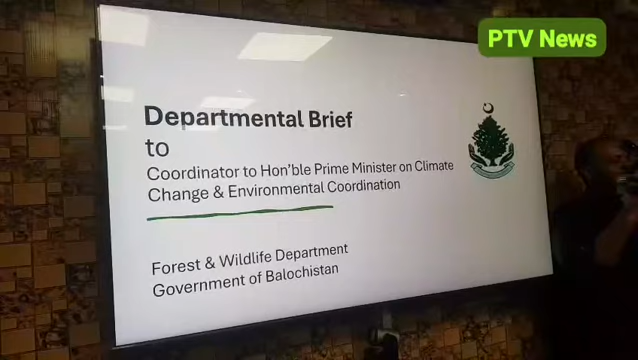 PTV News
Departmental Brief
to
Coordinator to Hon'ble Prime Minister on Climate
Change & Environmental Coordination
Forest & Wildlife Department
Government of Balochistan